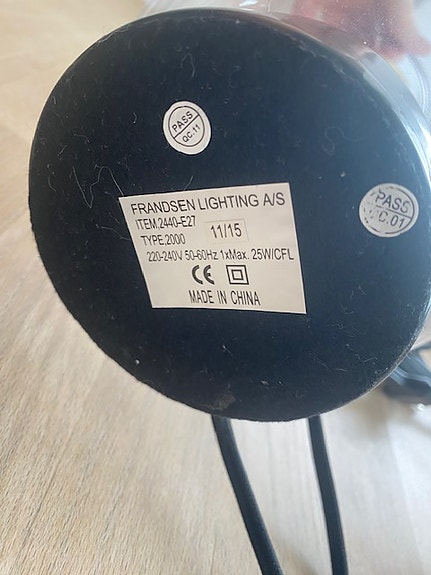 PASS
QC.11
FRANDSEN LIGHTING A/S
ITEM:2440-E27
TYPE:2000 11/15
220-240V 50-60Hz 1xMax. 25W/CFL
CE
MADE IN CHINA
PASS
C.01